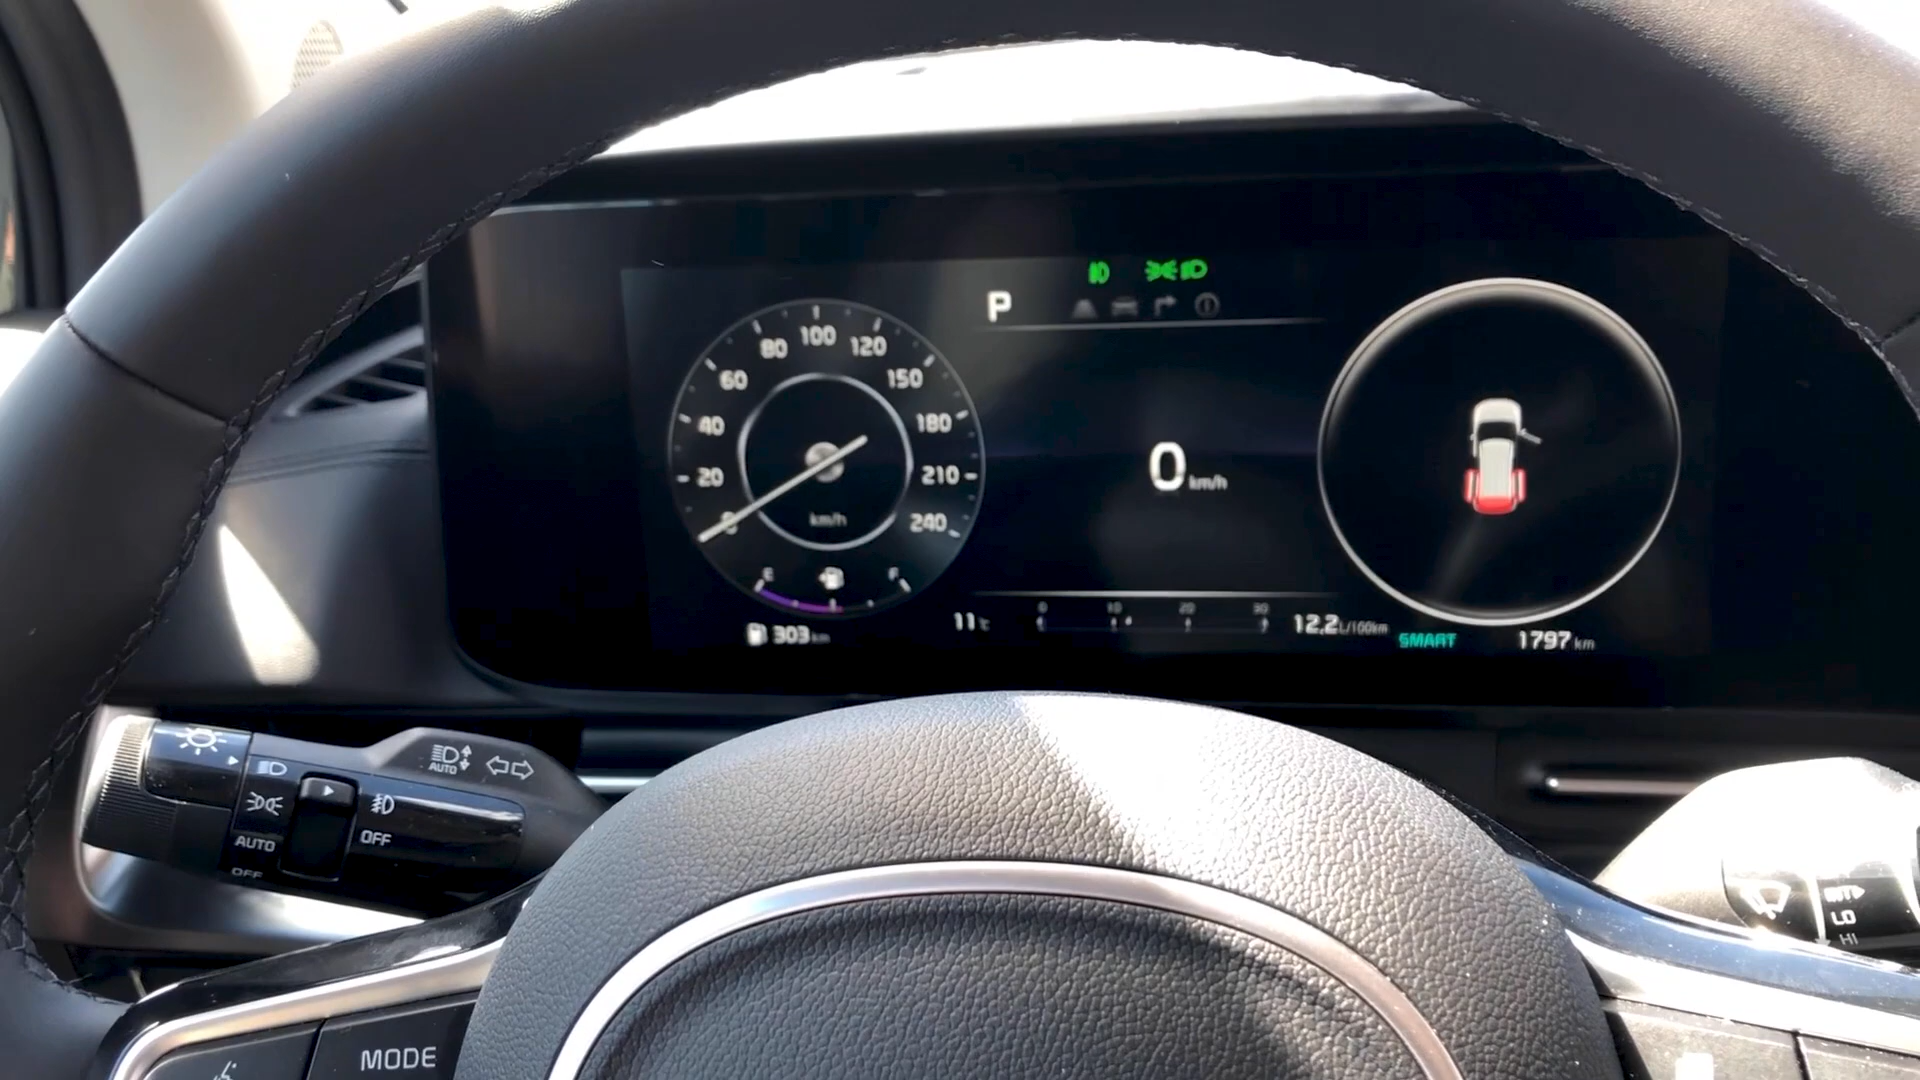 P
100
80
120
60
150
40
180
20
210
240
km/h
E
F
303 km
0 km/h
11℃
0 10 20 30
12.2 L/100km
SMART
1797 km
AUTO
AUTO
OFF
OFF
MODE
AUTO
LO
HI